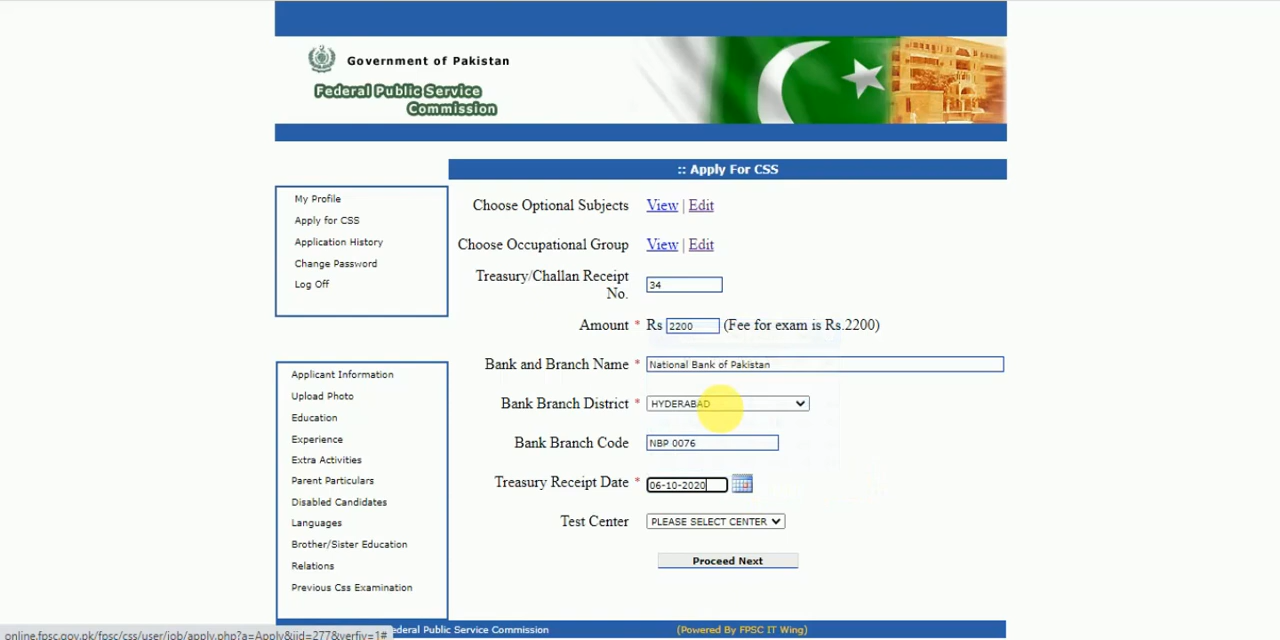 Government of Pakistan
Federal Public Service
Commission
:: Apply For CSS
My Profile
Apply for CSS
Application History
Change Password
Log Off
Applicant Information
Upload Photo
Education
Experience
Extra Activities
Parent Particulars
Disabled Candidates
Languages
Brother/Sister Education
Relations
Previous Css Examination
Choose Optional Subjects View | Edit
Choose Occupational Group View | Edit
Treasury/Challan Receipt
No. 34
Amount * Rs 2200 (Fee for exam is Rs.2200)
Bank and Branch Name * National Bank of Pakistan
Bank Branch District * HYDERABAD
Bank Branch Code NBP 0076
Treasury Receipt Date * 06-10-2020
Test Center PLEASE SELECT CENTER
Proceed Next
online.fpsc.gov.pk/fpsc/css/user/job/apply.php?a=Apply&jid=277&verfiy=1#
ederal Public Service Commission (Powered By FPSC IT Wing)